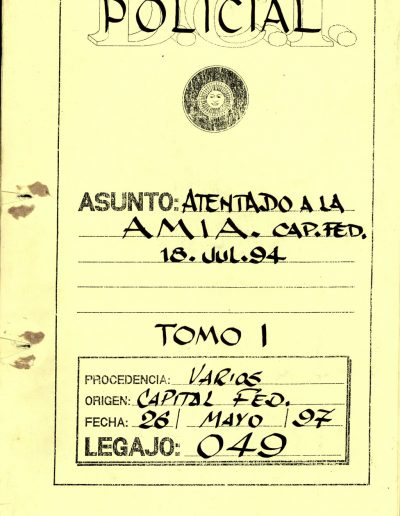 POLICIAL
D.O.I.
ASUNTO: ATENTADO A LA
AMIA. CAP. FED.
18. JUL. 94
TOMO I
PROCEDENCIA: VARIOS
ORIGEN: CAPITAL FED.
FECHA: 26 | MAYO | 97
LEGAJO: 049